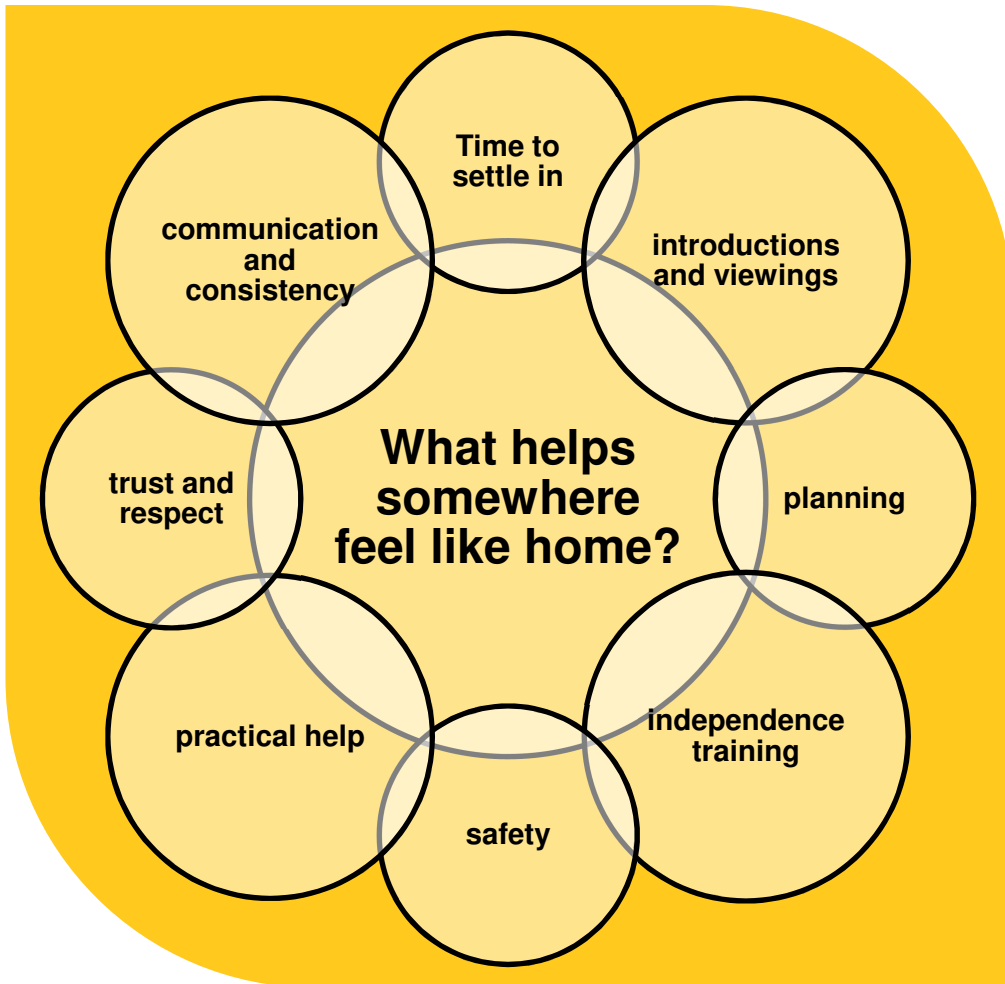 Time to
settle in
communication
and
consistency
introductions
and viewings
What helps
somewhere
feel like home?
trust and
respect
planning
practical help
independence
training
safety